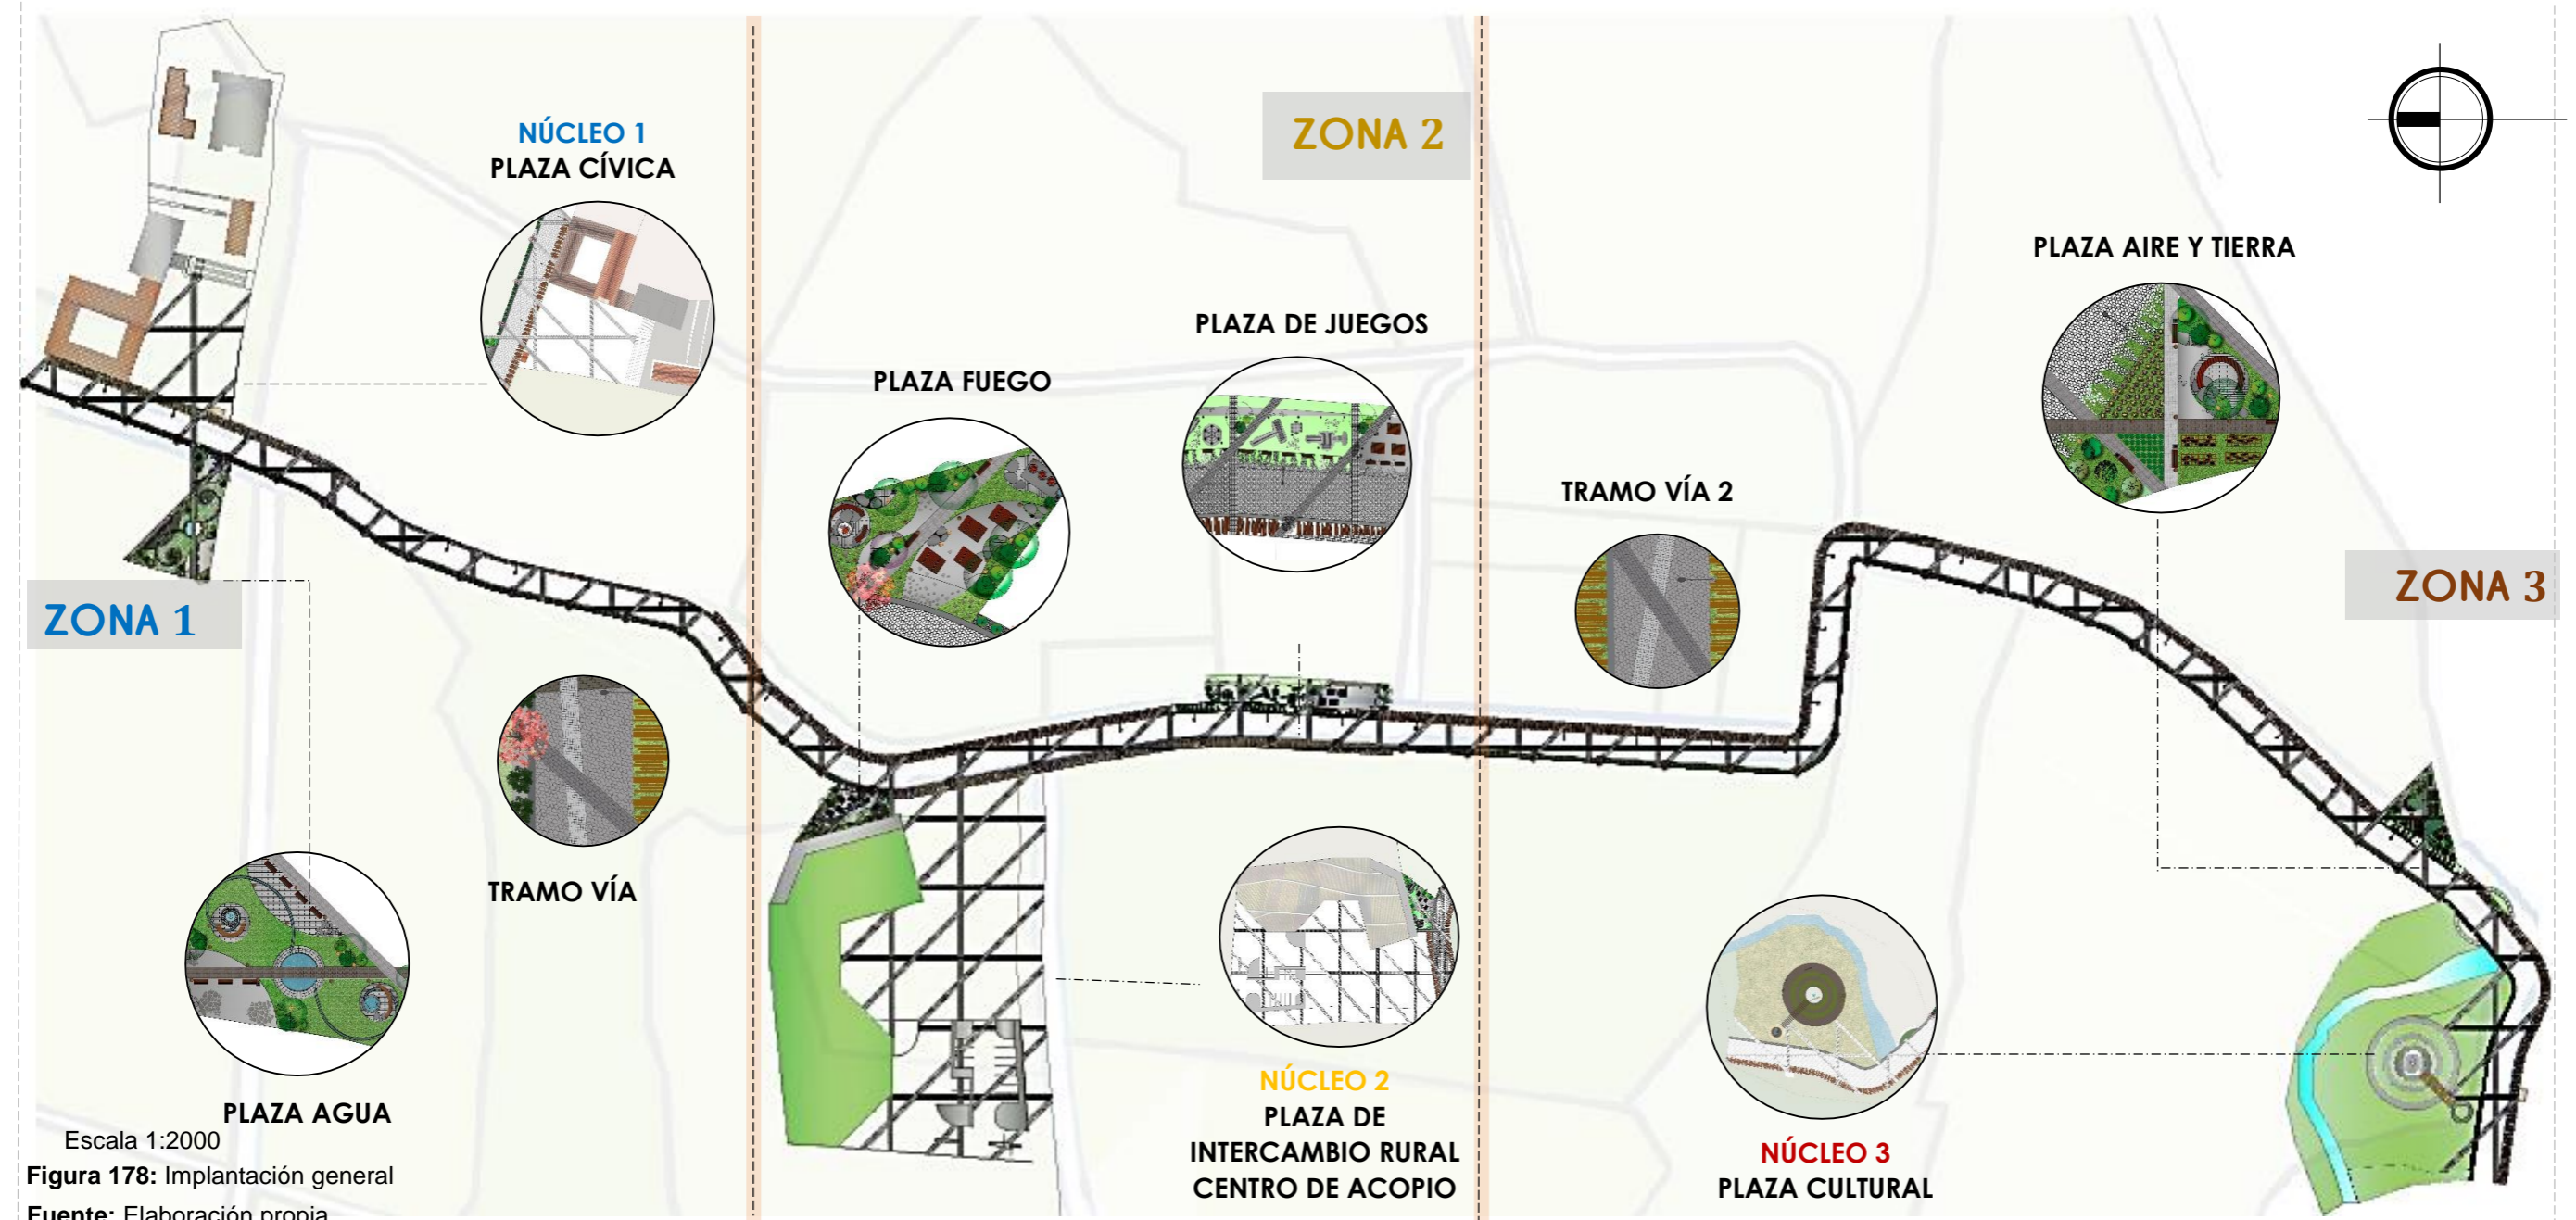 NÚCLEO 1
PLAZA CÍVICA
ZONA 2
PLAZA AIRE Y TIERRA
PLAZA DE JUEGOS
PLAZA FUEGO
TRAMO VÍA 2
ZONA 1
ZONA 3
TRAMO VÍA
PLAZA AGUA
NÚCLEO 2
PLAZA DE
INTERCAMBIO RURAL
CENTRO DE ACOPIO
NÚCLEO 3
PLAZA CULTURAL
Escala 1:2000
Figura 178: Implantación general
Fuente: Elaboración propia